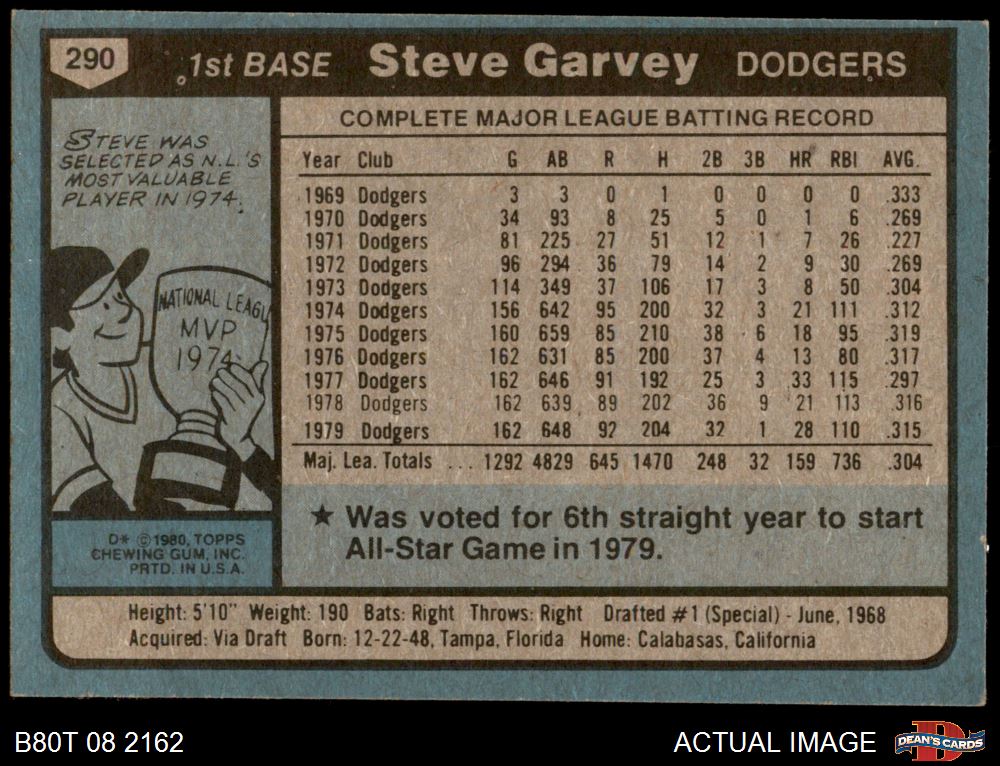 290 1st BASE Steve Garvey DODGERS
STEVE WAS
SELECTED AS N.L.'S
MOST VALUABLE
PLAYER IN 1974.
NATIONAL LEAGU
MVP
1974
D* © 1980, TOPPS
CHEWING GUM, INC.
PRTD. IN U.S.A.
COMPLETE MAJOR LEAGUE BATTING RECORD
Year Club G AB R H 2B 3B HR RBI AVG.
1969 Dodgers 3 3 0 1 0 0 0 0 .333
1970 Dodgers 34 93 8 25 5 0 1 6 .269
1971 Dodgers 81 225 27 51 12 1 7 26 .227
1972 Dodgers 96 294 36 79 14 2 9 30 .269
1973 Dodgers 114 349 37 106 17 3 8 50 .304
1974 Dodgers 156 642 95 200 32 3 21 111 .312
1975 Dodgers 160 659 85 210 38 6 18 95 .319
1976 Dodgers 162 631 85 200 37 4 13 80 .317
1977 Dodgers 162 646 91 192 25 3 33 115 .297
1978 Dodgers 162 639 89 202 36 9 21 113 .316
1979 Dodgers 162 648 92 204 32 1 28 110 .315
Maj. Lea. Totals ... 1292 4829 645 1470 248 32 159 736 .304
★ Was voted for 6th straight year to start
All-Star Game in 1979.
Height: 5'10" Weight: 190 Bats: Right Throws: Right Drafted #1 (Special) - June, 1968
Acquired: Via Draft Born: 12-22-48, Tampa, Florida Home: Calabasas, California
B80T 08 2162 ACTUAL IMAGE D DEAN'S CARDS